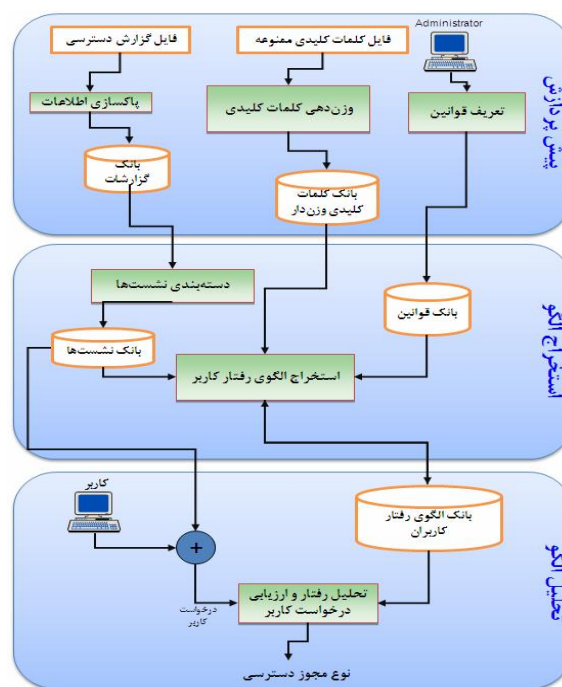 Administrator
فایل گزارش دسترسی
فایل کلمات کلیدی ممنوعه
پاکسازی اطلاعات
وزن‌دهی کلمات کلیدی
تعریف قوانین
پیش پردازش
بانک
گزارشات
بانک کلمات
کلیدی وزن‌دار
دسته‌بندی نشست‌ها
بانک نشست‌ها
استخراج الگوی رفتار کاربر
بانک قوانین
استخراج الگو
کاربر
+
درخواست
کاربر
بانک الگوی رفتار
کاربران
تحلیل رفتار و ارزیابی
درخواست کاربر
تحلیل الگو
نوع مجوز دسترسی